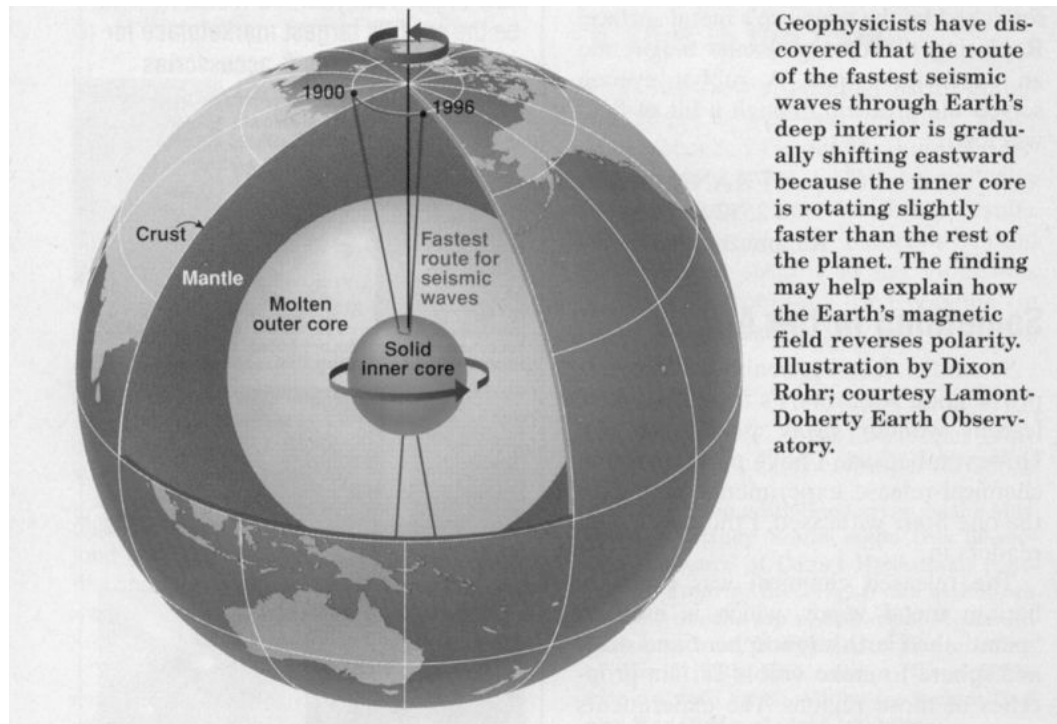 1900
1996
Crust
Mantle
Fastest
route for
seismic
waves
Molten
outer core
Solid
inner core
Geophysicists have dis-
covered that the route
of the fastest seismic
waves through Earth's
deep interior is gradu-
ally shifting eastward
because the inner core
is rotating slightly
faster than the rest of
the planet. The finding
may help explain how
the Earth's magnetic
field reverses polarity.
Illustration by Dixon
Rohr; courtesy Lamont-
Doherty Earth Observ-
atory.